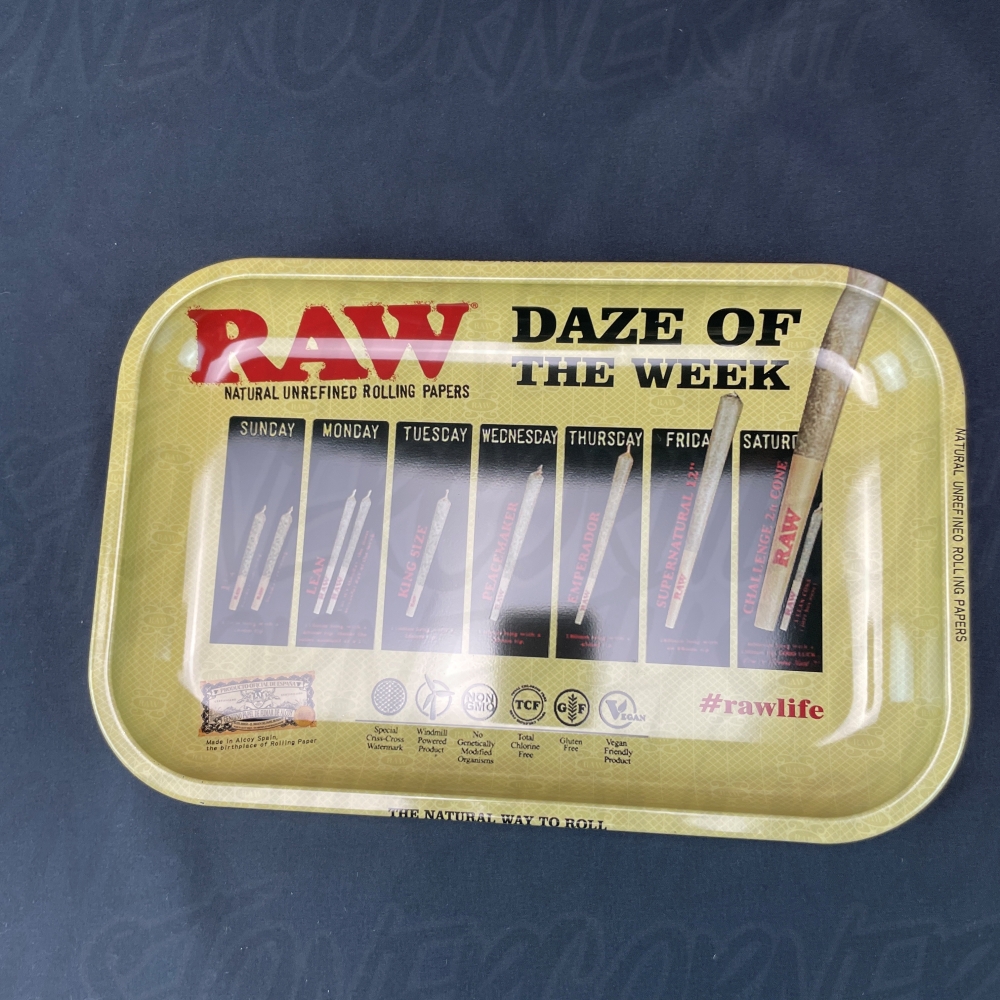 RAW®
NATURAL UNREFINED ROLLING PAPERS
DAZE OF
THE WEEK
SUNDAY
MONDAY
LEAN
TUESDAY
KING SIZE
WEDNESDAY
PEACEMAKER
THURSDAY
EMPERADOR
FRIDA
SUPERNATURAL 12"
RAW
SATURD
CHALLENGE 24" CONE
RAW
RAW
NATURAL UNREFINED ROLLING PAPERS
#rawlife
Made in Alcoy Spain,
the birthplace of Rolling Paper.
Special
Criss-Cross
Watermark
Windmill
Powered
Product
NON
GMO
No
Genetically
Modified
Organisms
TCF
Total
Chlorine
Free
GF
Gluten
Free
VEGAN
Vegan
Friendly
Product
THE NATURAL WAY TO ROLL